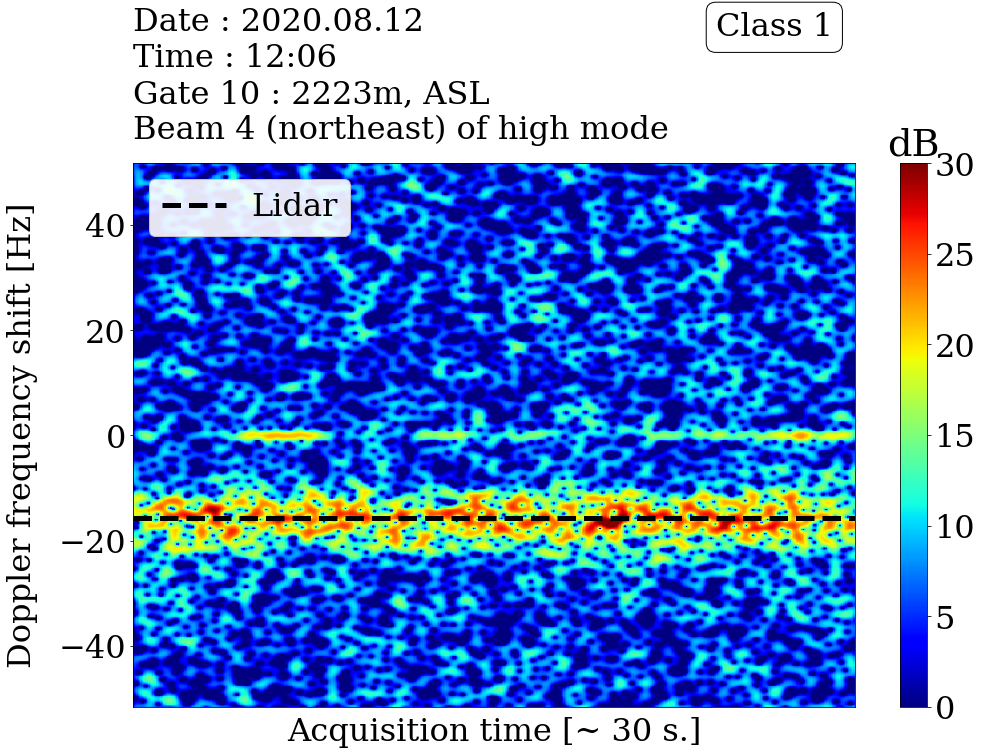 Date : 2020.08.12
Time : 12:06
Gate 10 : 2223m, ASL
Beam 4 (northeast) of high mode
Class 1
dB
Lidar
Doppler frequency shift [Hz]
40
20
0
−20
−40
30
25
20
15
10
5
0
Acquisition time [~ 30 s.]